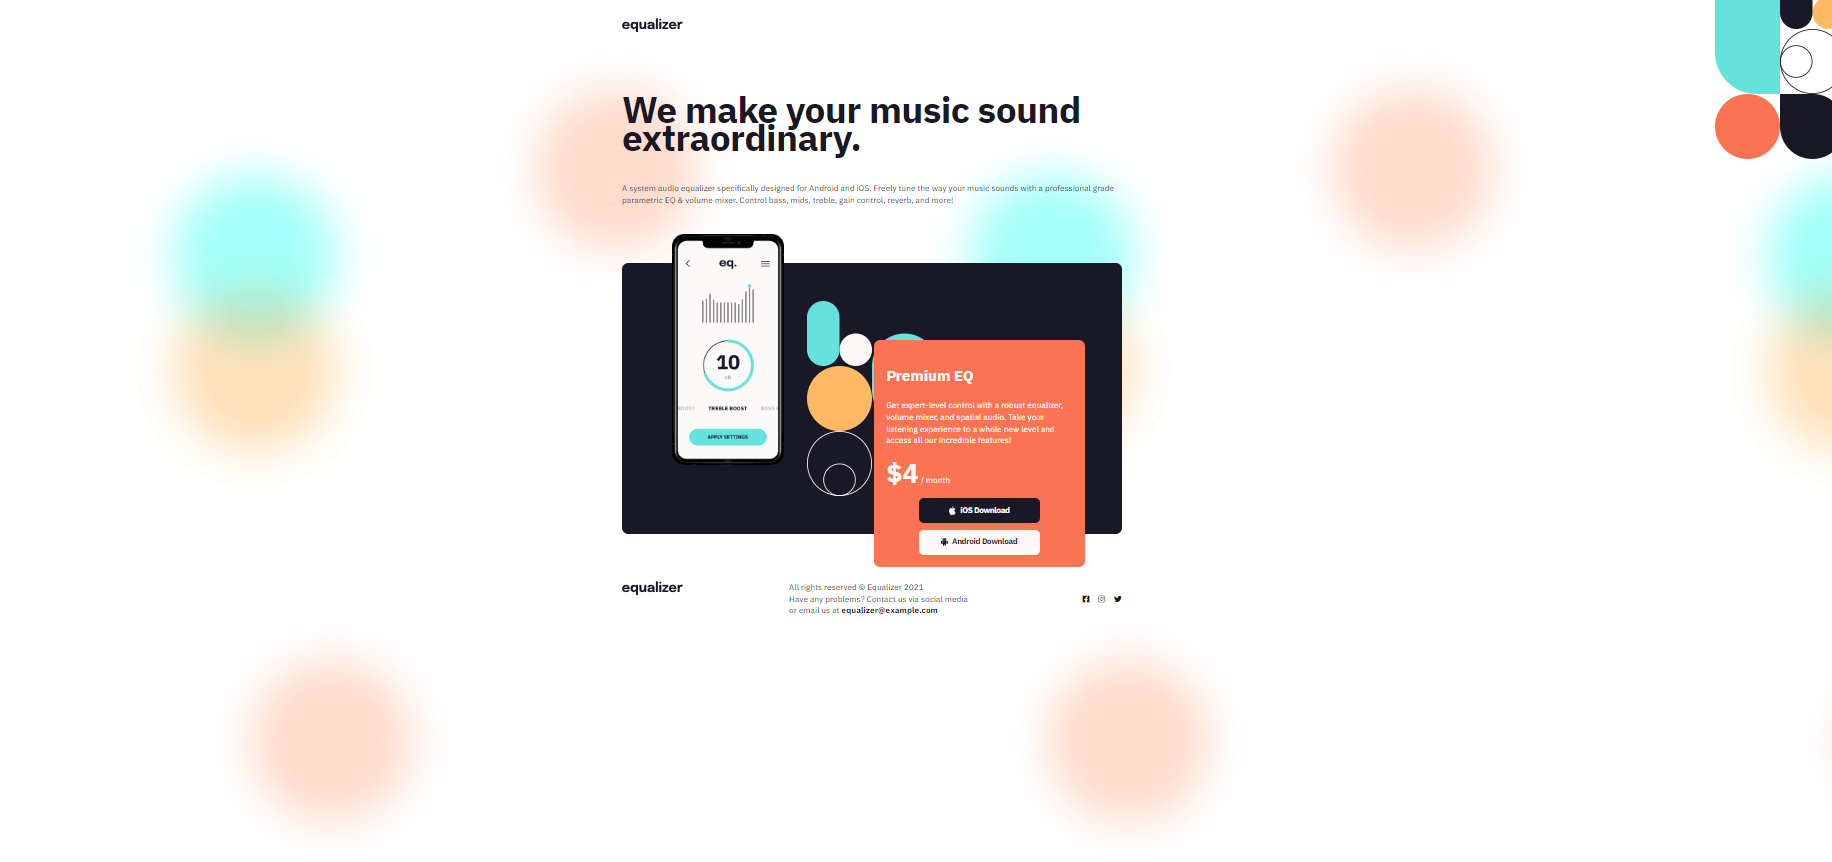 equalizer
We make your music sound
extraordinary.
A system audio equalizer specifically designed for Android and iOS. Freely tune the way your music sounds with a professional grade
parametric EQ & volume mixer. Control bass, mids, treble, gain control, reverb, and more!
eq.
10
dB
BOOST TREBLE BOOST BASS
APPLY SETTINGS
Premium EQ
Get expert-level control with a robust equalizer,
volume mixer, and spatial audio. Take your
listening experience to a whole new level and
access all our incredible features!
$4 / month
iOS Download
Android Download
equalizer
All rights reserved © Equalizer 2021
Have any problems? Contact us via social media
or email us at equalizer@example.com